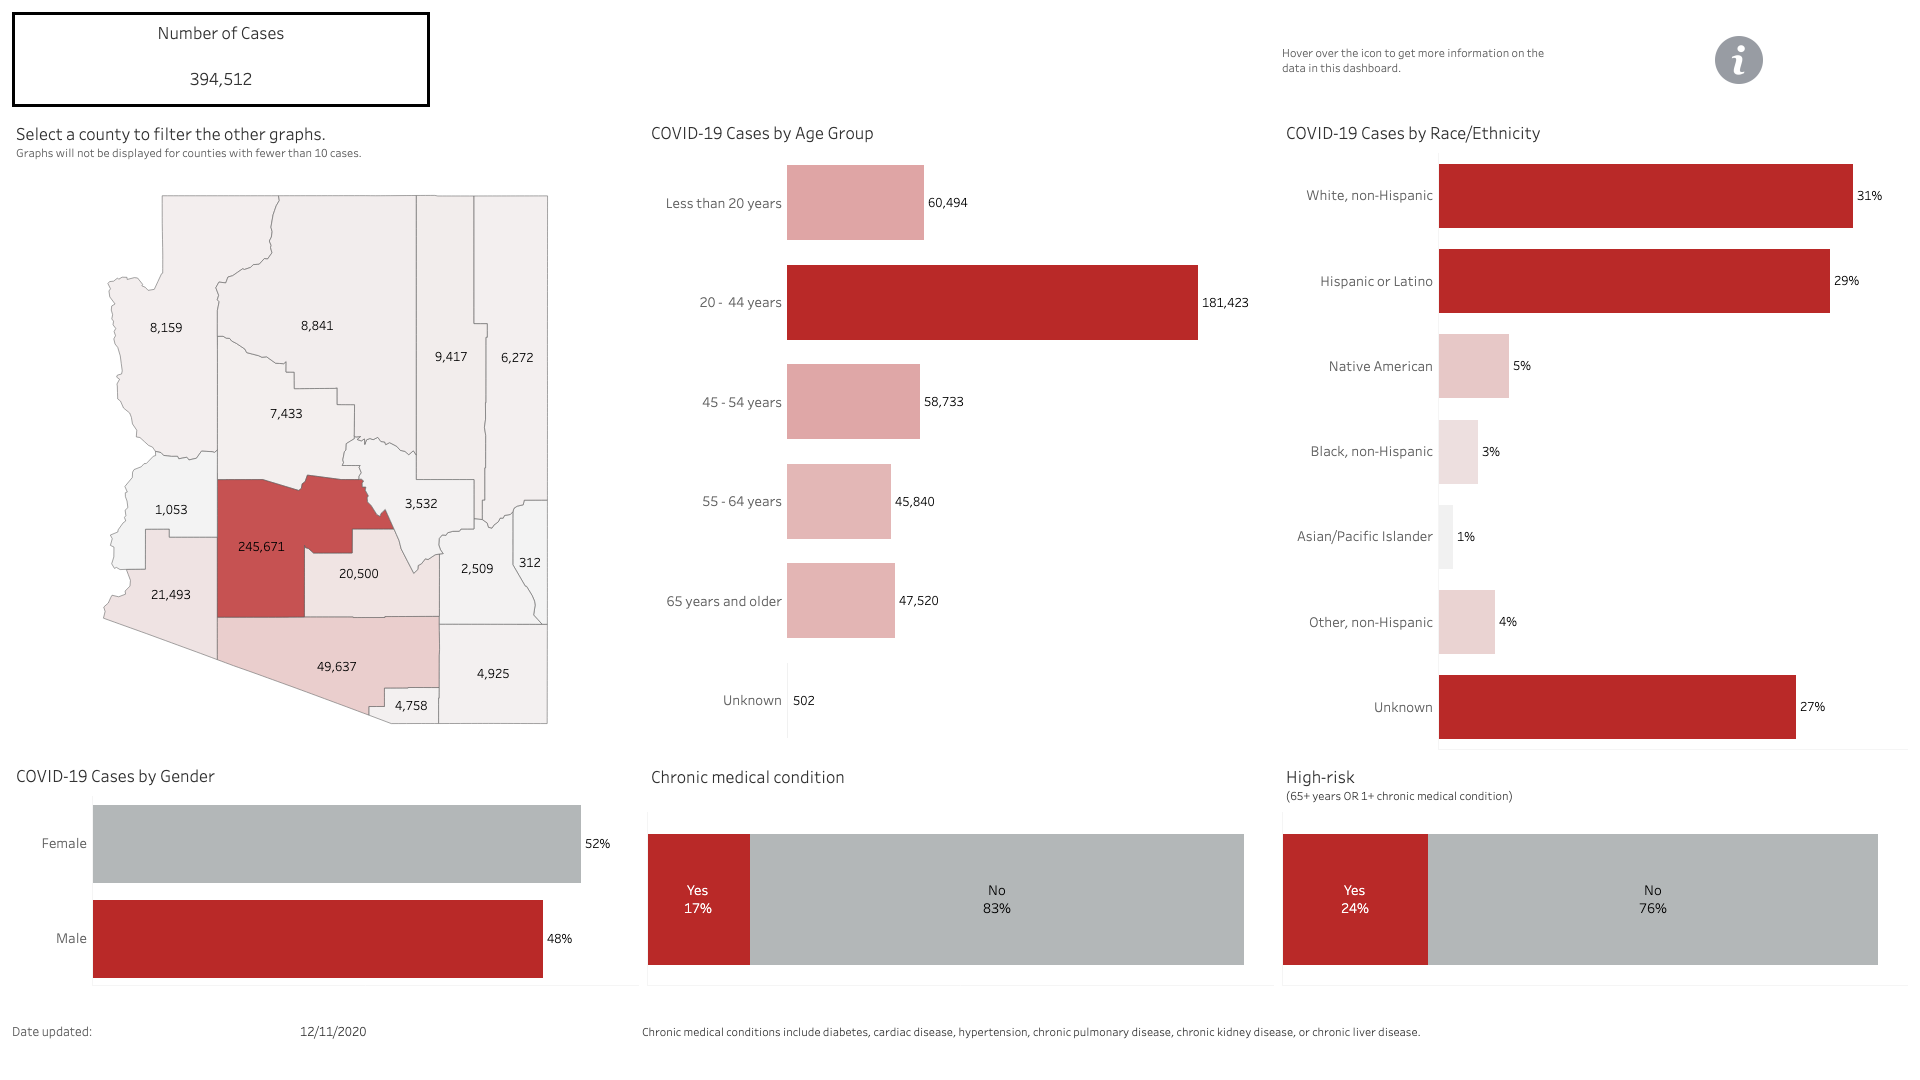 Number of Cases
394,512
Hover over the icon to get more information on the
data in this dashboard.
i
Select a county to filter the other graphs.
Graphs will not be displayed for counties with fewer than 10 cases.
8,159
8,841
9,417
6,272
7,433
1,053
3,532
245,671
20,500
2,509
312
21,493
49,637
4,925
4,758
COVID-19 Cases by Age Group
Less than 20 years 60,494
20 - 44 years 181,423
45 - 54 years 58,733
55 - 64 years 45,840
65 years and older 47,520
Unknown 502
COVID-19 Cases by Race/Ethnicity
White, non-Hispanic 31%
Hispanic or Latino 29%
Native American 5%
Black, non-Hispanic 3%
Asian/Pacific Islander 1%
Other, non-Hispanic 4%
Unknown 27%
COVID-19 Cases by Gender
Female 52%
Male 48%
Chronic medical condition
Yes
17%
No
83%
High-risk
(65+ years OR 1+ chronic medical condition)
Yes
24%
No
76%
Date updated: 12/11/2020
Chronic medical conditions include diabetes, cardiac disease, hypertension, chronic pulmonary disease, chronic kidney disease, or chronic liver disease.